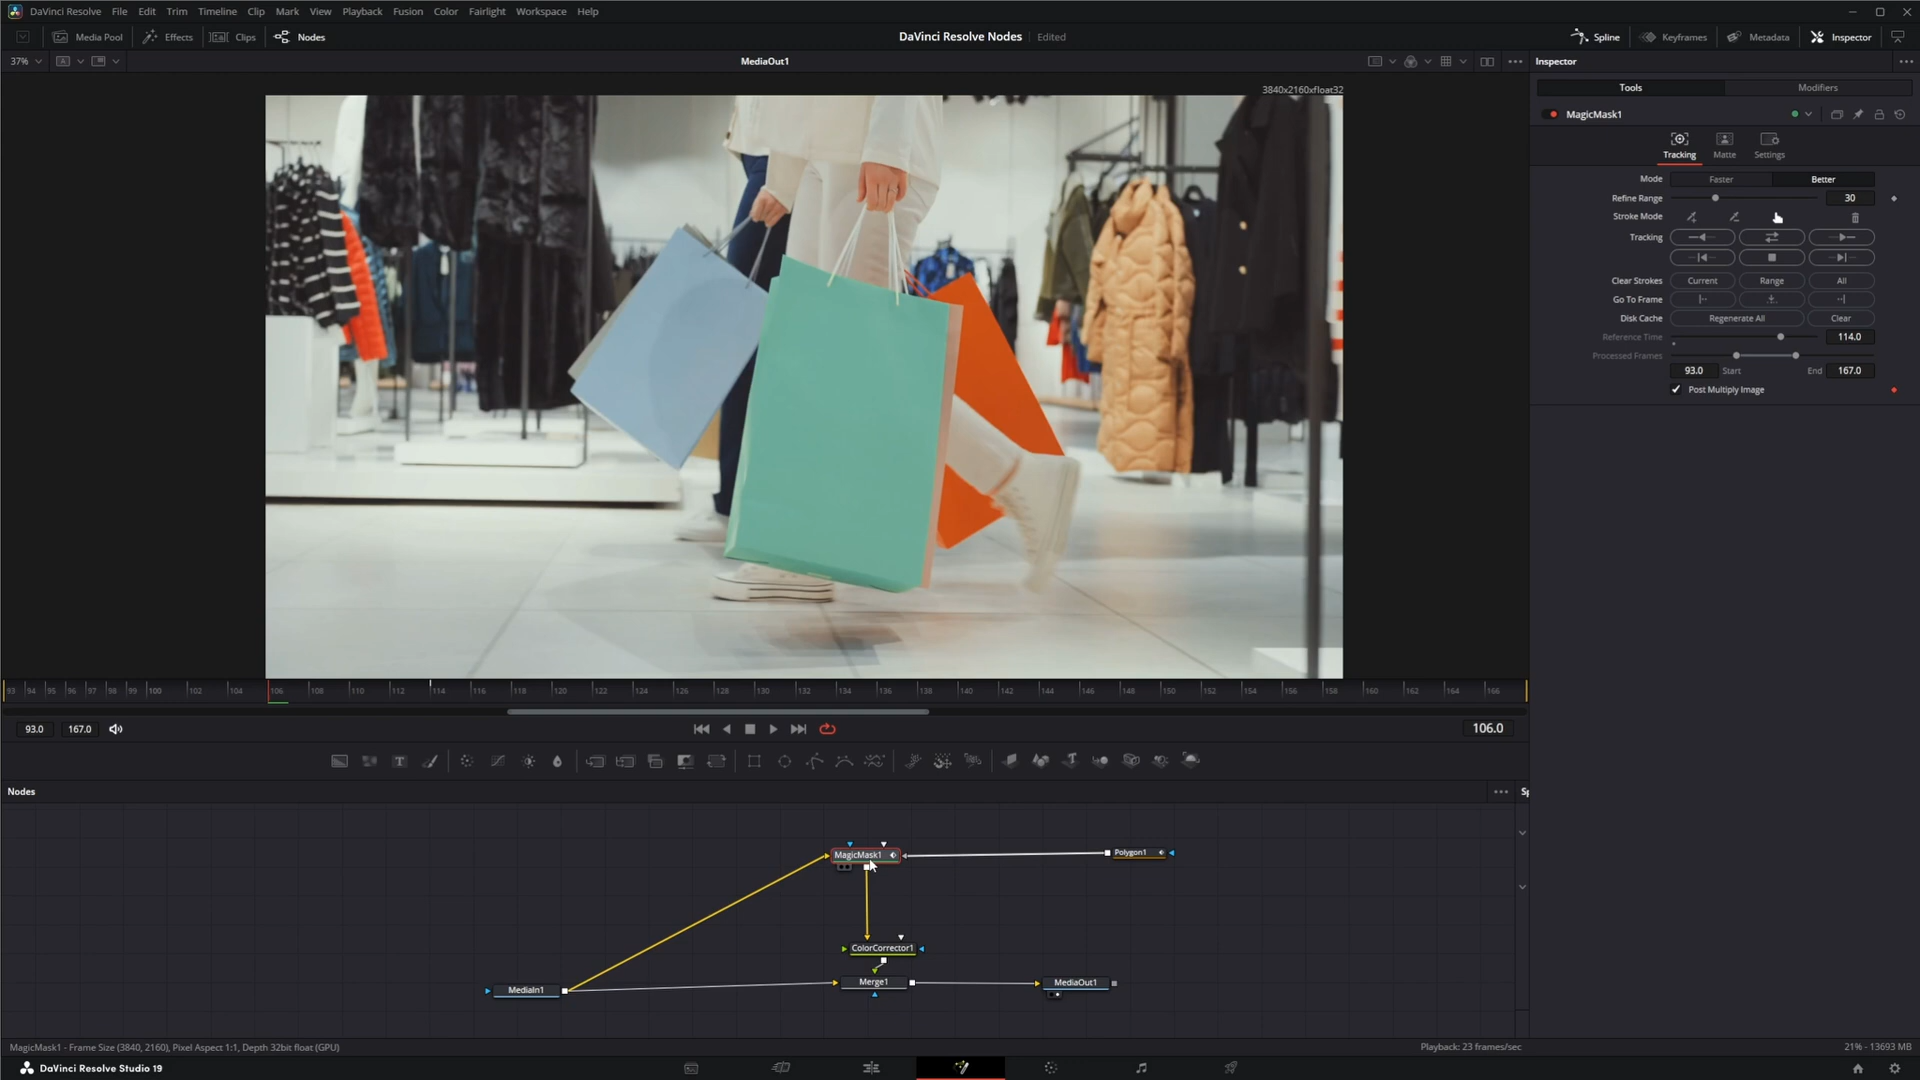 DaVinci Resolve File Edit Trim Timeline Clip Mark View Playback Fusion Color Fairlight Workspace Help
Media Pool Effects Clips Nodes DaVinci Resolve Nodes Edited Spline Keyframes Metadata Inspector
37% A MediaOut1 Inspector
3840x2160xfloat32
Tools Modifiers
MagicMask1
Tracking Matte Settings
Mode Faster Better
Refine Range 30
Stroke Mode
Tracking
Clear Strokes Current Range All
Go To Frame
Disk Cache Regenerate All Clear
Reference Time 114.0
Processed Frames
93.0 Start End 167.0
Post Multiply Image
93 94 95 96 97 98 99 100 102 104 106 108 110 112 114 116 118 120 122 124 126 128 130 132 134 136 138 140 142 144 146 148 150 152 154 156 158 160 162 164 166
93.0 167.0 106.0
T
Nodes Sp
MagicMask1 Polygon1
ColorCorrector1
Merge1 MediaOut1
MediaIn1
MagicMask1 - Frame Size (3840, 2160), Pixel Aspect 1:1, Depth 32bit float (GPU) Playback: 23 frames/sec 21% - 13693 MB
DaVinci Resolve Studio 19